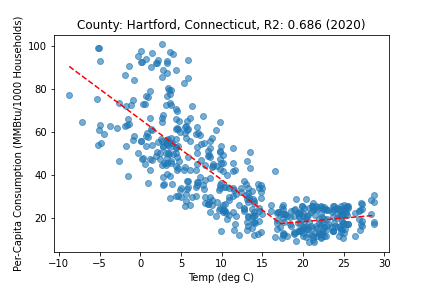 County: Hartford, Connecticut, R2: 0.686 (2020)
Per-Capita Consumption (MMBtu/1000 Households)
100
80
60
40
20
−10 −5 0 5 10 15 20 25 30
Temp (deg C)